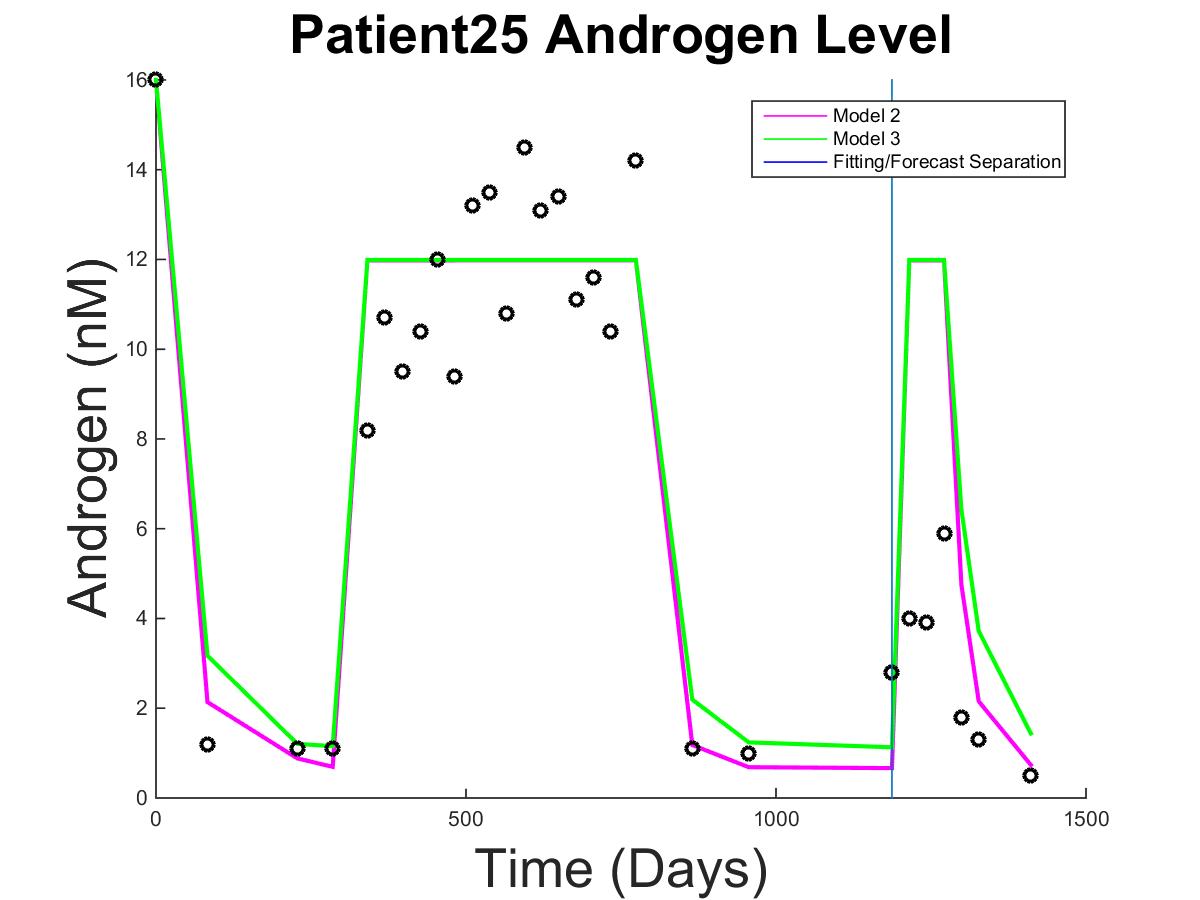 Patient25 Androgen Level
16
14
12
10
8
6
4
2
0
Androgen (nM)
Model 2
Model 3
Fitting/Forecast Separation
0 500 1000 1500
Time (Days)